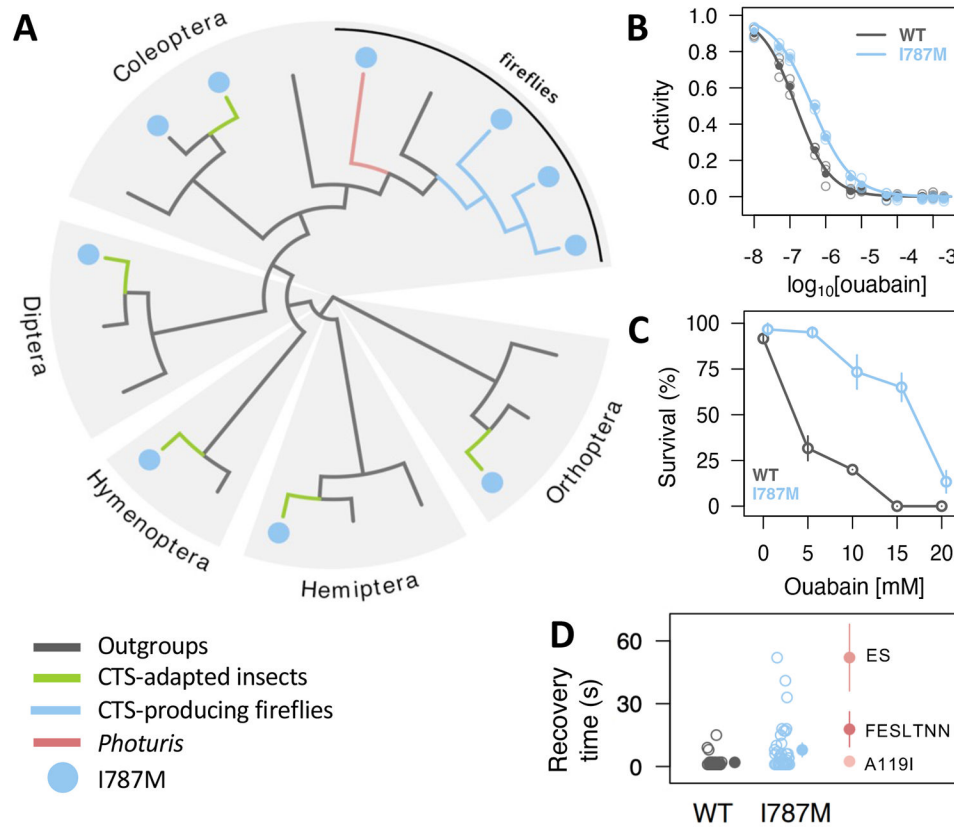 A
Coleoptera
fireflies
Diptera
Hymenoptera
Hemiptera
Orthoptera
Outgroups
CTS-adapted insects
CTS-producing fireflies
Photuris
I787M
B
WT
I787M
Activity
1.0
0.8
0.6
0.4
0.2
0.0
-8 -7 -6 -5 -4 -3
log10[ouabain]
C
Survival (%)
100
75
50
25
0
WT
I787M
0 5 10 15 20
Ouabain [mM]
D
Recovery
time (s)
60
30
0
ES
FESLTNN
A119I
WT I787M